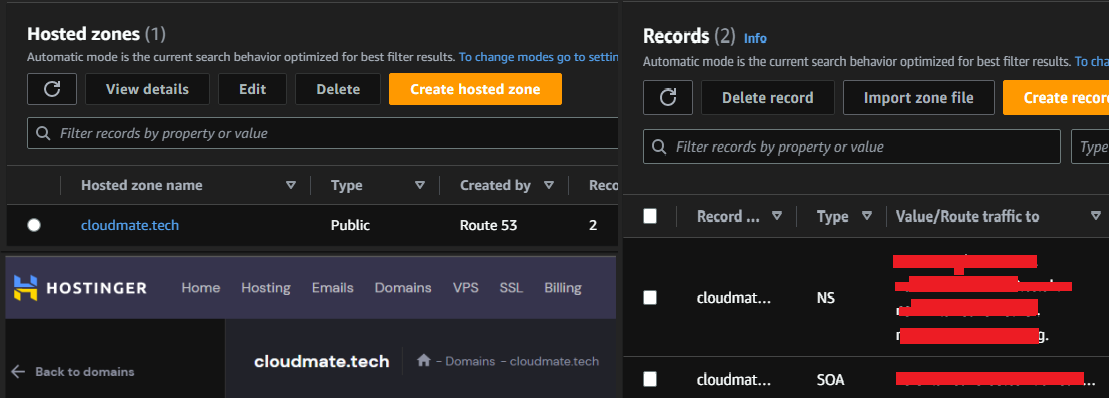 Hosted zones (1)
Automatic mode is the current search behavior optimized for best filter results. To change modes go to settin
View details
Edit
Delete
Create hosted zone
Filter records by property or value
Hosted zone name
Type
Created by
Reco
cloudmate.tech
Public
Route 53
2
HOSTINGER
Home
Hosting
Emails
Domains
VPS
SSL
Billing
cloudmate.tech
- Domains - cloudmate.tech
Back to domains
Records (2) Info
Automatic mode is the current search behavior optimized for best filter results. To cha
Delete record
Import zone file
Create recor
Filter records by property or value
Type
Record ...
Type
Value/Route traffic to
cloudmat...
NS
g.
cloudmat...
SOA
...